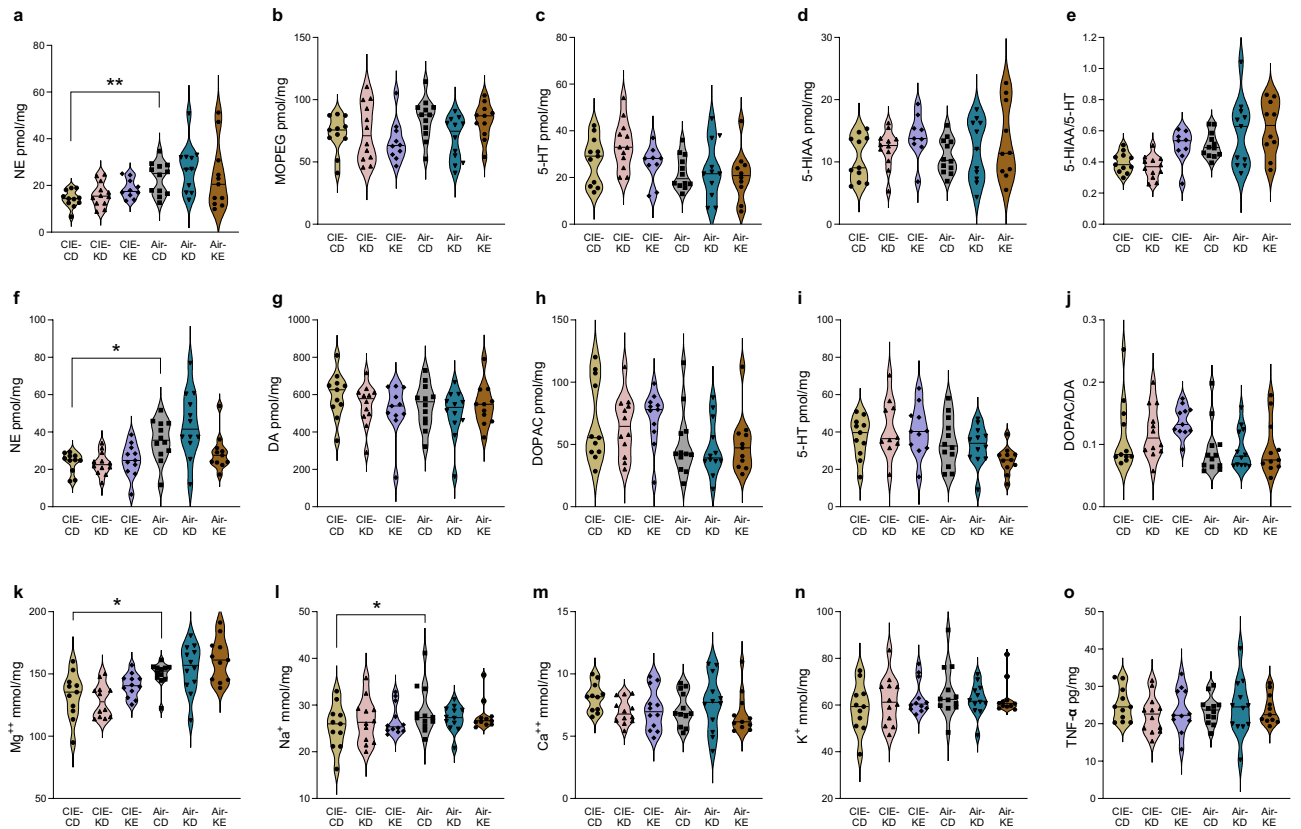 a
NE pmol/mg
80
60
40
20
0
**
CIE-CD
CIE-KD
CIE-KE
Air-CD
Air-KD
Air-KE
b
MOPEG pmol/mg
150
100
50
0
CIE-CD
CIE-KD
CIE-KE
Air-CD
Air-KD
Air-KE
c
5-HT pmol/mg
80
60
40
20
0
CIE-CD
CIE-KD
CIE-KE
Air-CD
Air-KD
Air-KE
d
5-HIAA pmol/mg
30
20
10
0
CIE-CD
CIE-KD
CIE-KE
Air-CD
Air-KD
Air-KE
e
5-HIAA/5-HT
1.2
1.0
0.8
0.6
0.4
0.2
0.0
CIE-CD
CIE-KD
CIE-KE
Air-CD
Air-KD
Air-KE
f
NE pmol/mg
100
80
60
40
20
0
*
CIE-CD
CIE-KD
CIE-KE
Air-CD
Air-KD
Air-KE
g
DA pmol/mg
1000
800
600
400
200
0
CIE-CD
CIE-KD
CIE-KE
Air-CD
Air-KD
Air-KE
h
DOPAC pmol/mg
150
100
50
0
CIE-CD
CIE-KD
CIE-KE
Air-CD
Air-KD
Air-KE
i
5-HT pmol/mg
100
80
60
40
20
0
CIE-CD
CIE-KD
CIE-KE
Air-CD
Air-KD
Air-KE
j
DOPAC/DA
0.3
0.2
0.1
0.0
CIE-CD
CIE-KD
CIE-KE
Air-CD
Air-KD
Air-KE
k
Mg⁺⁺ mmol/mg
200
150
100
50
*
CIE-CD
CIE-KD
CIE-KE
Air-CD
Air-KD
Air-KE
l
Na⁺ mmol/mg
50
40
30
20
10
*
CIE-CD
CIE-KD
CIE-KE
Air-CD
Air-KD
Air-KE
m
Ca⁺⁺ mmol/mg
15
10
5
0
CIE-CD
CIE-KD
CIE-KE
Air-CD
Air-KD
Air-KE
n
K⁺ mmol/mg
100
80
60
40
20
CIE-CD
CIE-KD
CIE-KE
Air-CD
Air-KD
Air-KE
o
TNF-α pg/mg
50
40
30
20
10
0
CIE-CD
CIE-KD
CIE-KE
Air-CD
Air-KD
Air-KE